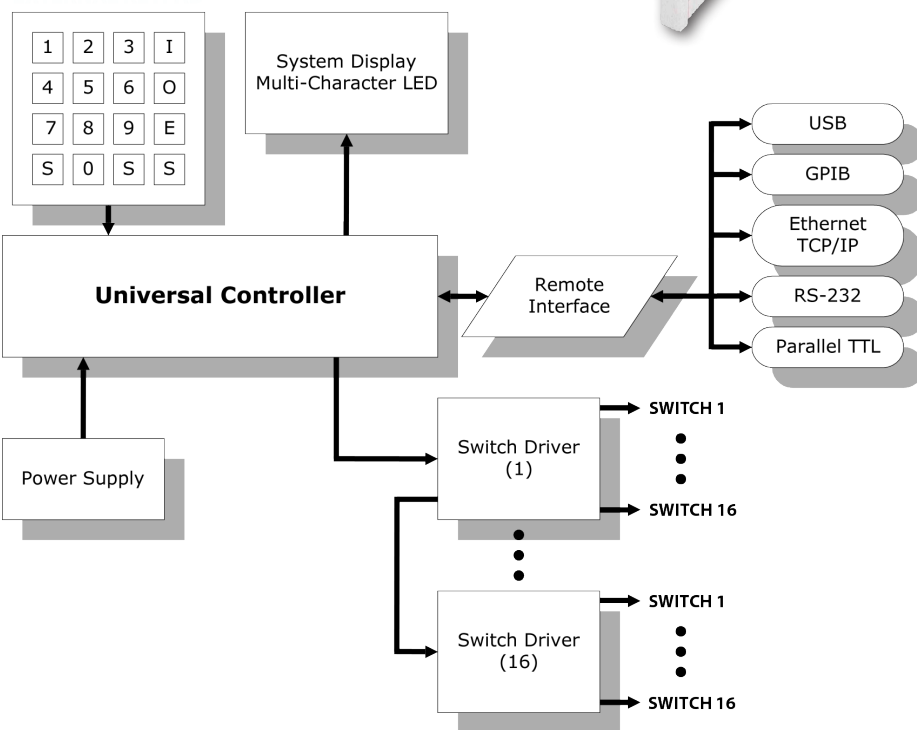 1 2 3 I
4 5 6 O
7 8 9 E
S 0 S S
System Display
Multi-Character LED
Universal Controller
Remote
Interface
USB
GPIB
Ethernet
TCP/IP
RS-232
Parallel TTL
Power Supply
Switch Driver
(1)
SWITCH 1
SWITCH 16
Switch Driver
(16)
SWITCH 1
SWITCH 16